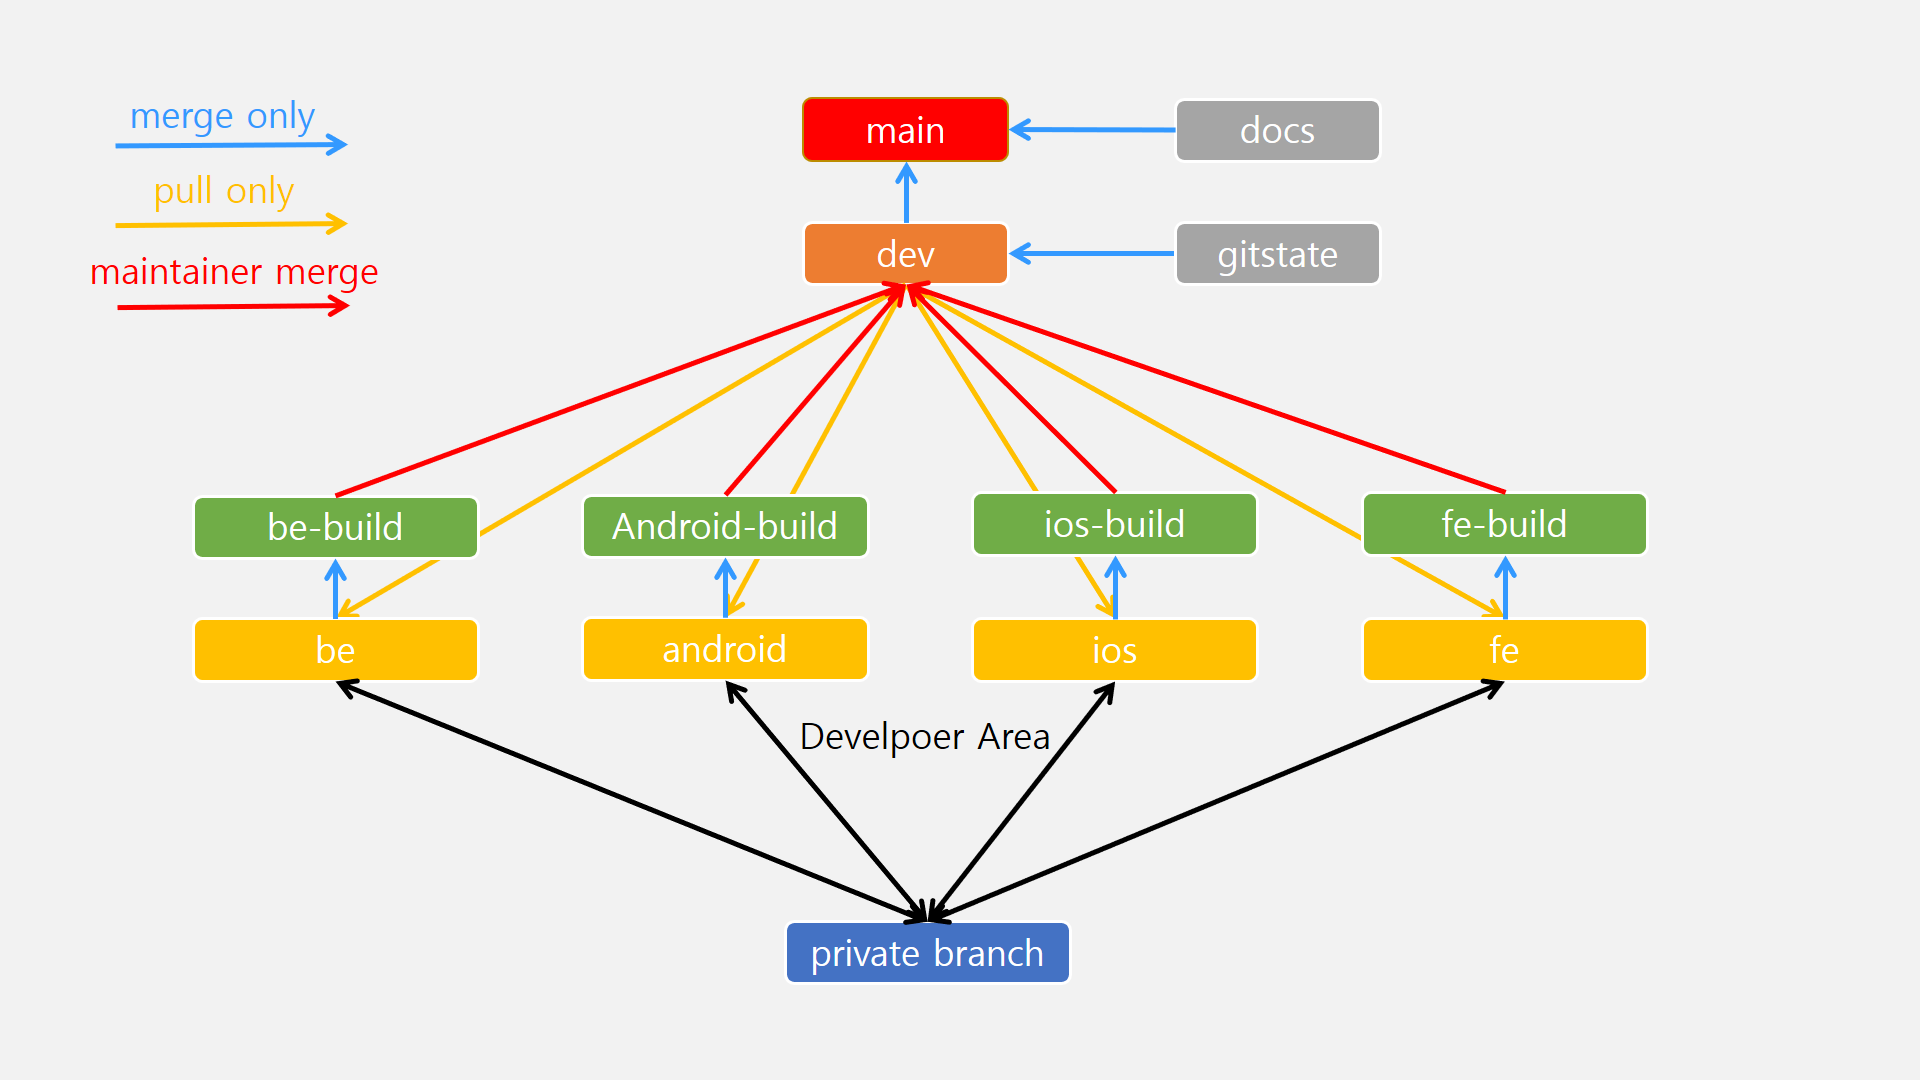 merge only
pull only
maintainer merge
main
docs
dev
gitstate
be-build
Android-build
ios-build
fe-build
be
android
ios
fe
Develpoer Area
private branch